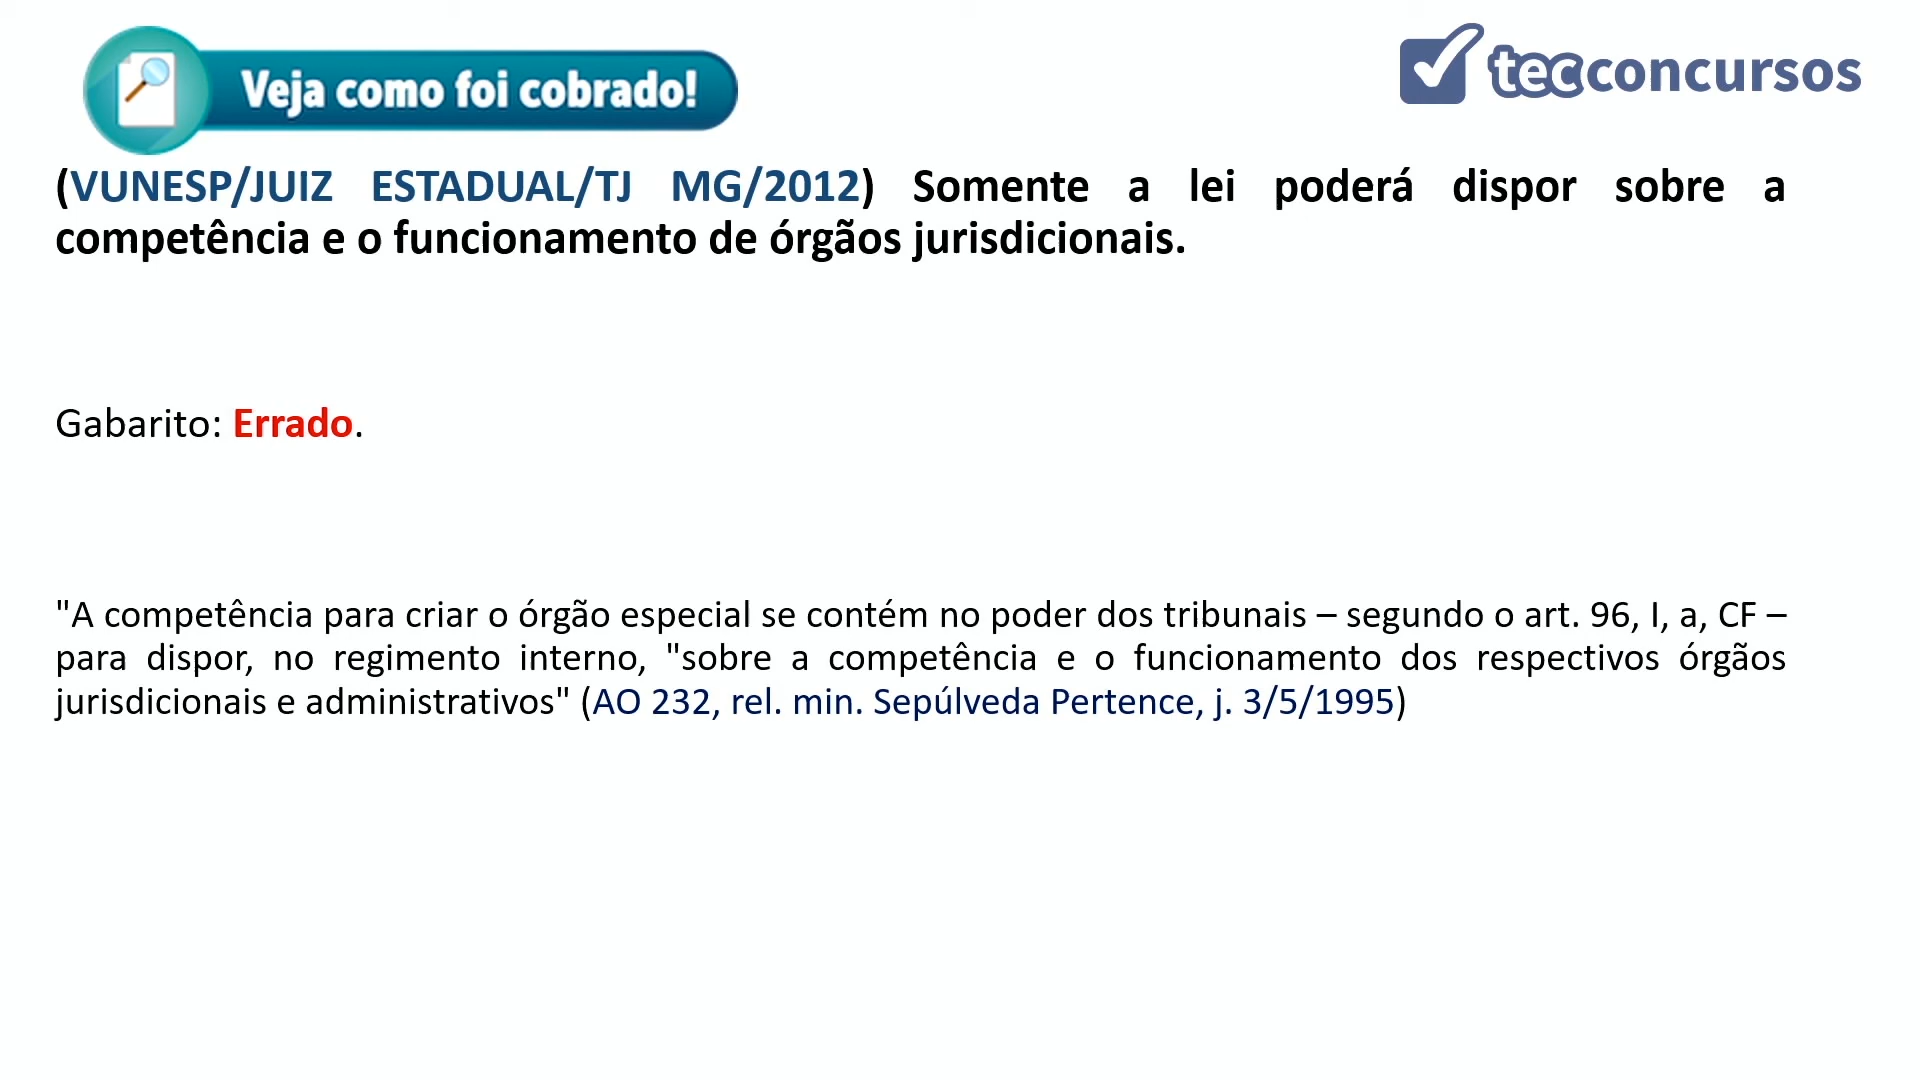 Veja como foi cobrado!
tecconcursos
(VUNESP/JUIZ ESTADUAL/TJ MG/2012) Somente a lei poderá dispor sobre a
competência e o funcionamento de órgãos jurisdicionais.
Gabarito: Errado.
"A competência para criar o órgão especial se contém no poder dos tribunais – segundo o art. 96, I, a, CF –
para dispor, no regimento interno, "sobre a competência e o funcionamento dos respectivos órgãos
jurisdicionais e administrativos" (AO 232, rel. min. Sepúlveda Pertence, j. 3/5/1995)